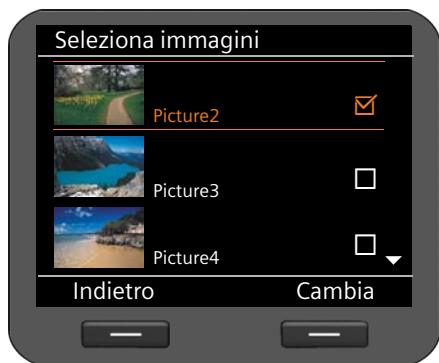 Seleziona immagini
Picture2
Picture3
Picture4
Indietro Cambia